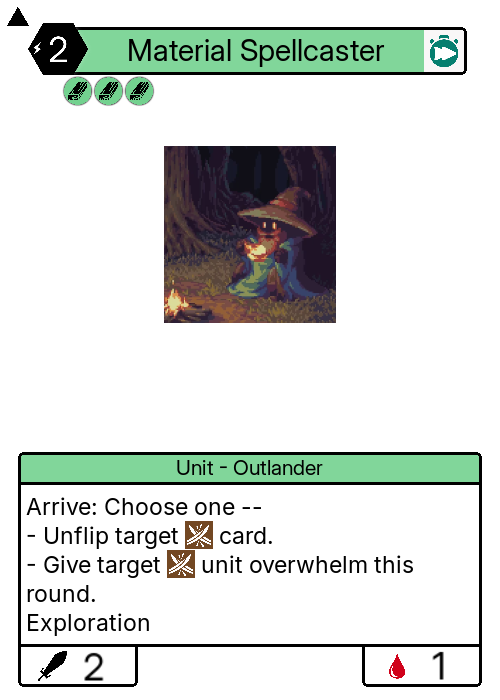 2
Material Spellcaster
Unit - Outlander
Arrive: Choose one --
- Unflip target card.
- Give target unit overwhelm this
round.
Exploration
2
1